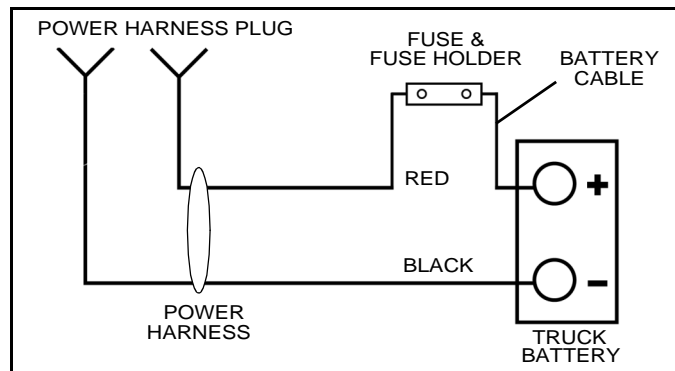 POWER HARNESS PLUG
FUSE &
FUSE HOLDER
BATTERY
CABLE
RED
+
BLACK
-
POWER
HARNESS
TRUCK
BATTERY